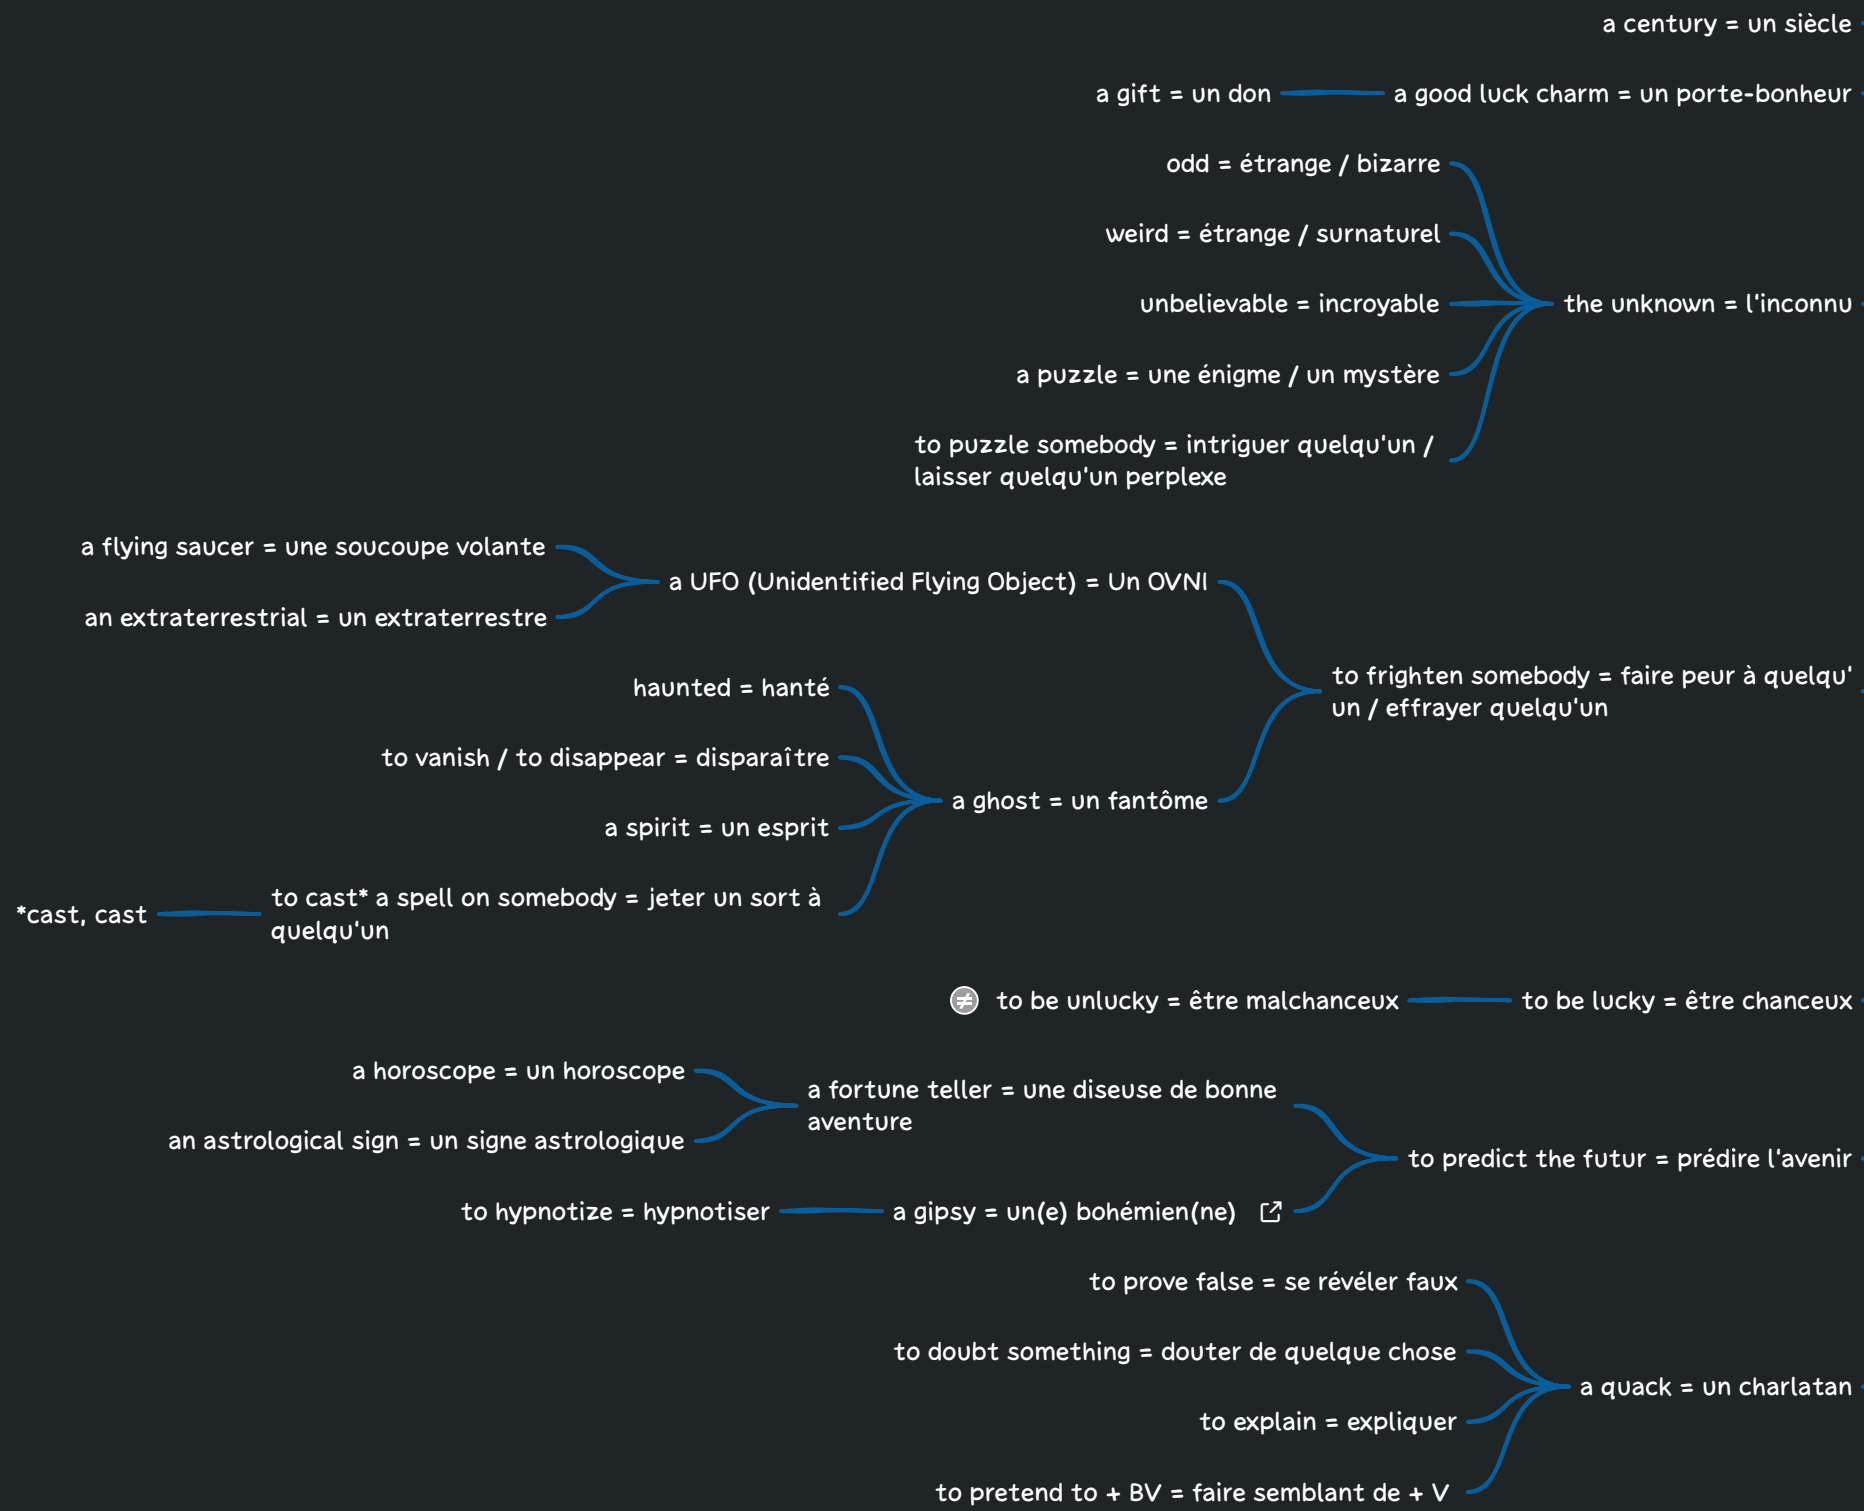 a century = un siècle
a gift = un don
a good luck charm = un porte-bonheur
odd = étrange / bizarre
weird = étrange / surnaturel
unbelievable = incroyable
the unknown = l'inconnu
a puzzle = une énigme / un mystère
to puzzle somebody = intriguer quelqu'un /
laisser quelqu'un perplexe
a flying saucer = une soucoupe volante
a UFO (Unidentified Flying Object) = Un OVNI
an extraterrestrial = un extraterrestre
to frighten somebody = faire peur à quelqu'
un / effrayer quelqu'un
haunted = hanté
to vanish / to disappear = disparaître
a ghost = un fantôme
a spirit = un esprit
*cast, cast
to cast* a spell on somebody = jeter un sort à
quelqu'un
≠ to be unlucky = être malchanceux
to be lucky = être chanceux
a horoscope = un horoscope
a fortune teller = une diseuse de bonne
aventure
an astrological sign = un signe astrologique
to predict the futur = prédire l'avenir
to hypnotize = hypnotiser
a gipsy = un(e) bohémien(ne)
to prove false = se révéler faux
to doubt something = douter de quelque chose
a quack = un charlatan
to explain = expliquer
to pretend to + BV = faire semblant de + V